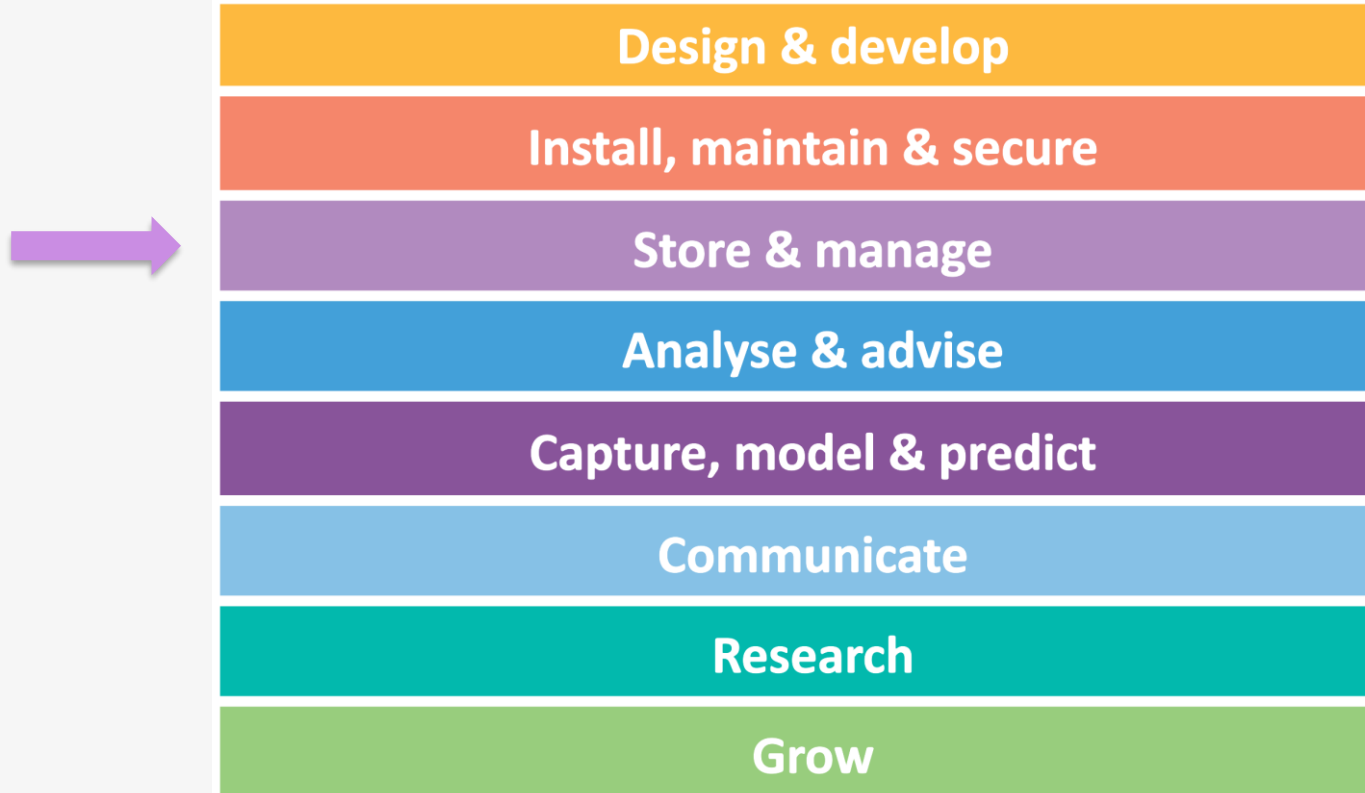 Design & develop
Install, maintain & secure
Store & manage
Analyse & advise
Capture, model & predict
Communicate
Research
Grow